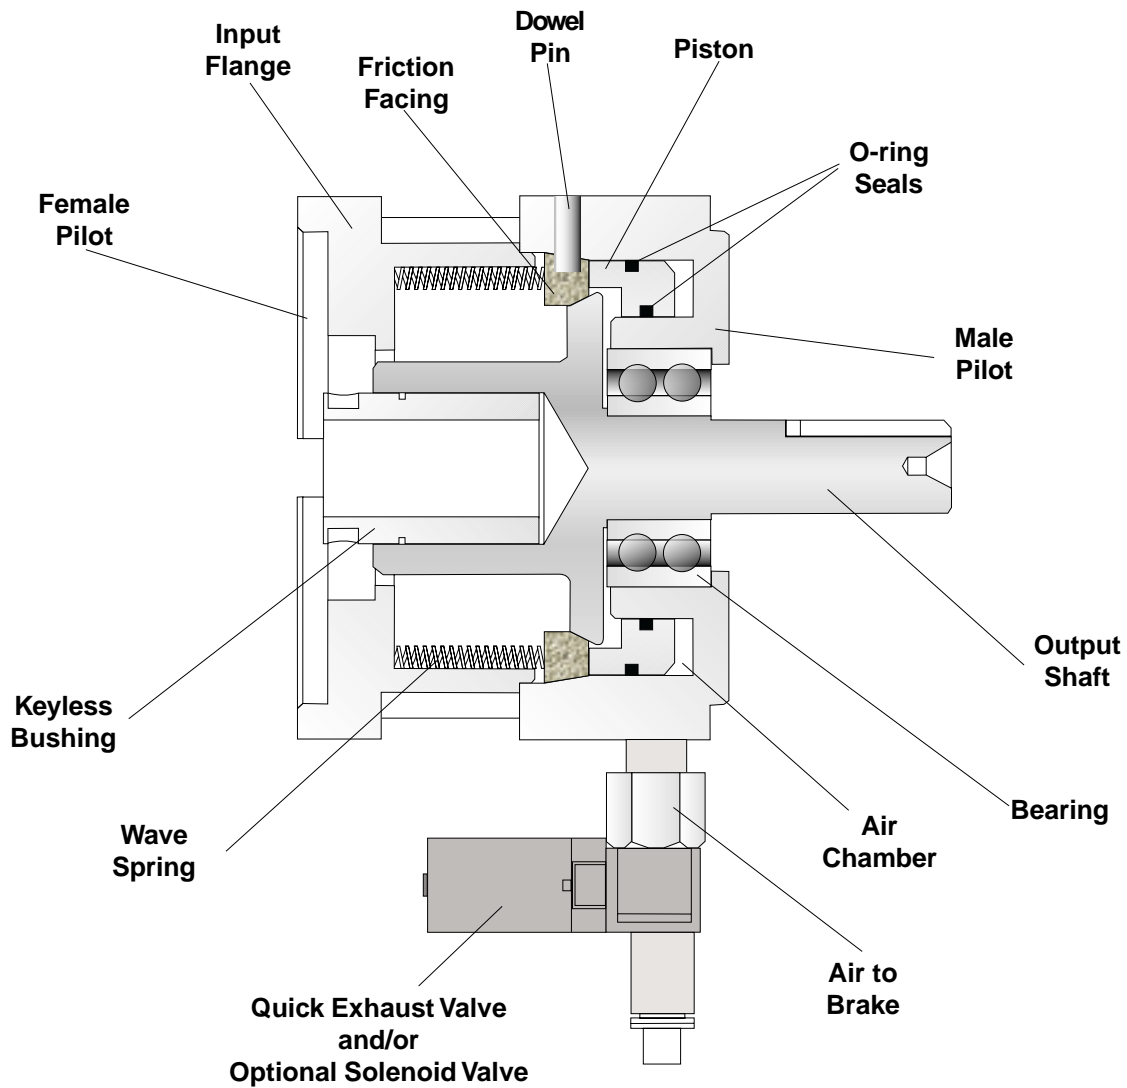 Dowel
Pin
Input
Flange
Friction
Facing
Piston
O-ring
Seals
Female
Pilot
Male
Pilot
Output
Shaft
Keyless
Bushing
Bearing
Wave
Spring
Air
Chamber
Air to
Brake
Quick Exhaust Valve
and/or
Optional Solenoid Valve